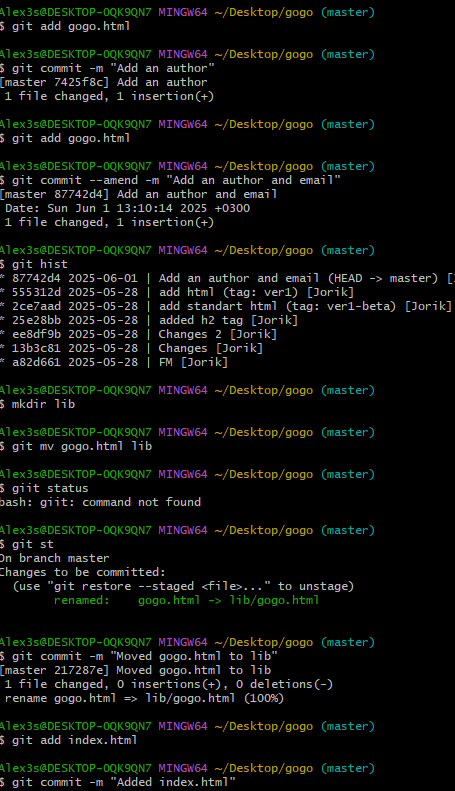 Alex3s@DESKTOP-OQK9QN7 MINGW64 ~/Desktop/gogo (master)
$ git add gogo.html
Alex3s@DESKTOP-OQK9QN7 MINGW64 ~/Desktop/gogo (master)
$ git commit -m "Add an author"
[master 7425f8c] Add an author
 1 file changed, 1 insertion(+)
Alex3s@DESKTOP-OQK9QN7 MINGW64 ~/Desktop/gogo (master)
$ git add gogo.html
Alex3s@DESKTOP-OQK9QN7 MINGW64 ~/Desktop/gogo (master)
$ git commit --amend -m "Add an author and email"
[master 87742d4] Add an author and email
 Date: Sun Jun 1 13:10:14 2025 +0300
 1 file changed, 1 insertion(+)
Alex3s@DESKTOP-OQK9QN7 MINGW64 ~/Desktop/gogo (master)
$ git hist
* 87742d4 2025-06-01 | Add an author and email (HEAD -> master) [
* 555312d 2025-05-28 | add html (tag: ver1) [Jorik]
* 2ce7aad 2025-05-28 | add standart html (tag: ver1-beta) [Jorik]
* 25e28bb 2025-05-28 | added h2 tag [Jorik]
* ee8df9b 2025-05-28 | Changes 2 [Jorik]
* 13b3c81 2025-05-28 | Changes [Jorik]
* a82d661 2025-05-28 | FM [Jorik]
Alex3s@DESKTOP-OQK9QN7 MINGW64 ~/Desktop/gogo (master)
$ mkdir lib
Alex3s@DESKTOP-OQK9QN7 MINGW64 ~/Desktop/gogo (master)
$ git mv gogo.html lib
Alex3s@DESKTOP-OQK9QN7 MINGW64 ~/Desktop/gogo (master)
$ giit status
bash: giit: command not found
Alex3s@DESKTOP-OQK9QN7 MINGW64 ~/Desktop/gogo (master)
$ git st
On branch master
Changes to be committed:
  (use "git restore --staged <file>..." to unstage)
        renamed:    gogo.html -> lib/gogo.html
Alex3s@DESKTOP-OQK9QN7 MINGW64 ~/Desktop/gogo (master)
$ git commit -m "Moved gogo.html to lib"
[master 217287e] Moved gogo.html to lib
 1 file changed, 0 insertions(+), 0 deletions(-)
 rename gogo.html => lib/gogo.html (100%)
Alex3s@DESKTOP-OQK9QN7 MINGW64 ~/Desktop/gogo (master)
$ git add index.html
Alex3s@DESKTOP-OQK9QN7 MINGW64 ~/Desktop/gogo (master)
$ git commit -m "Added index.html"